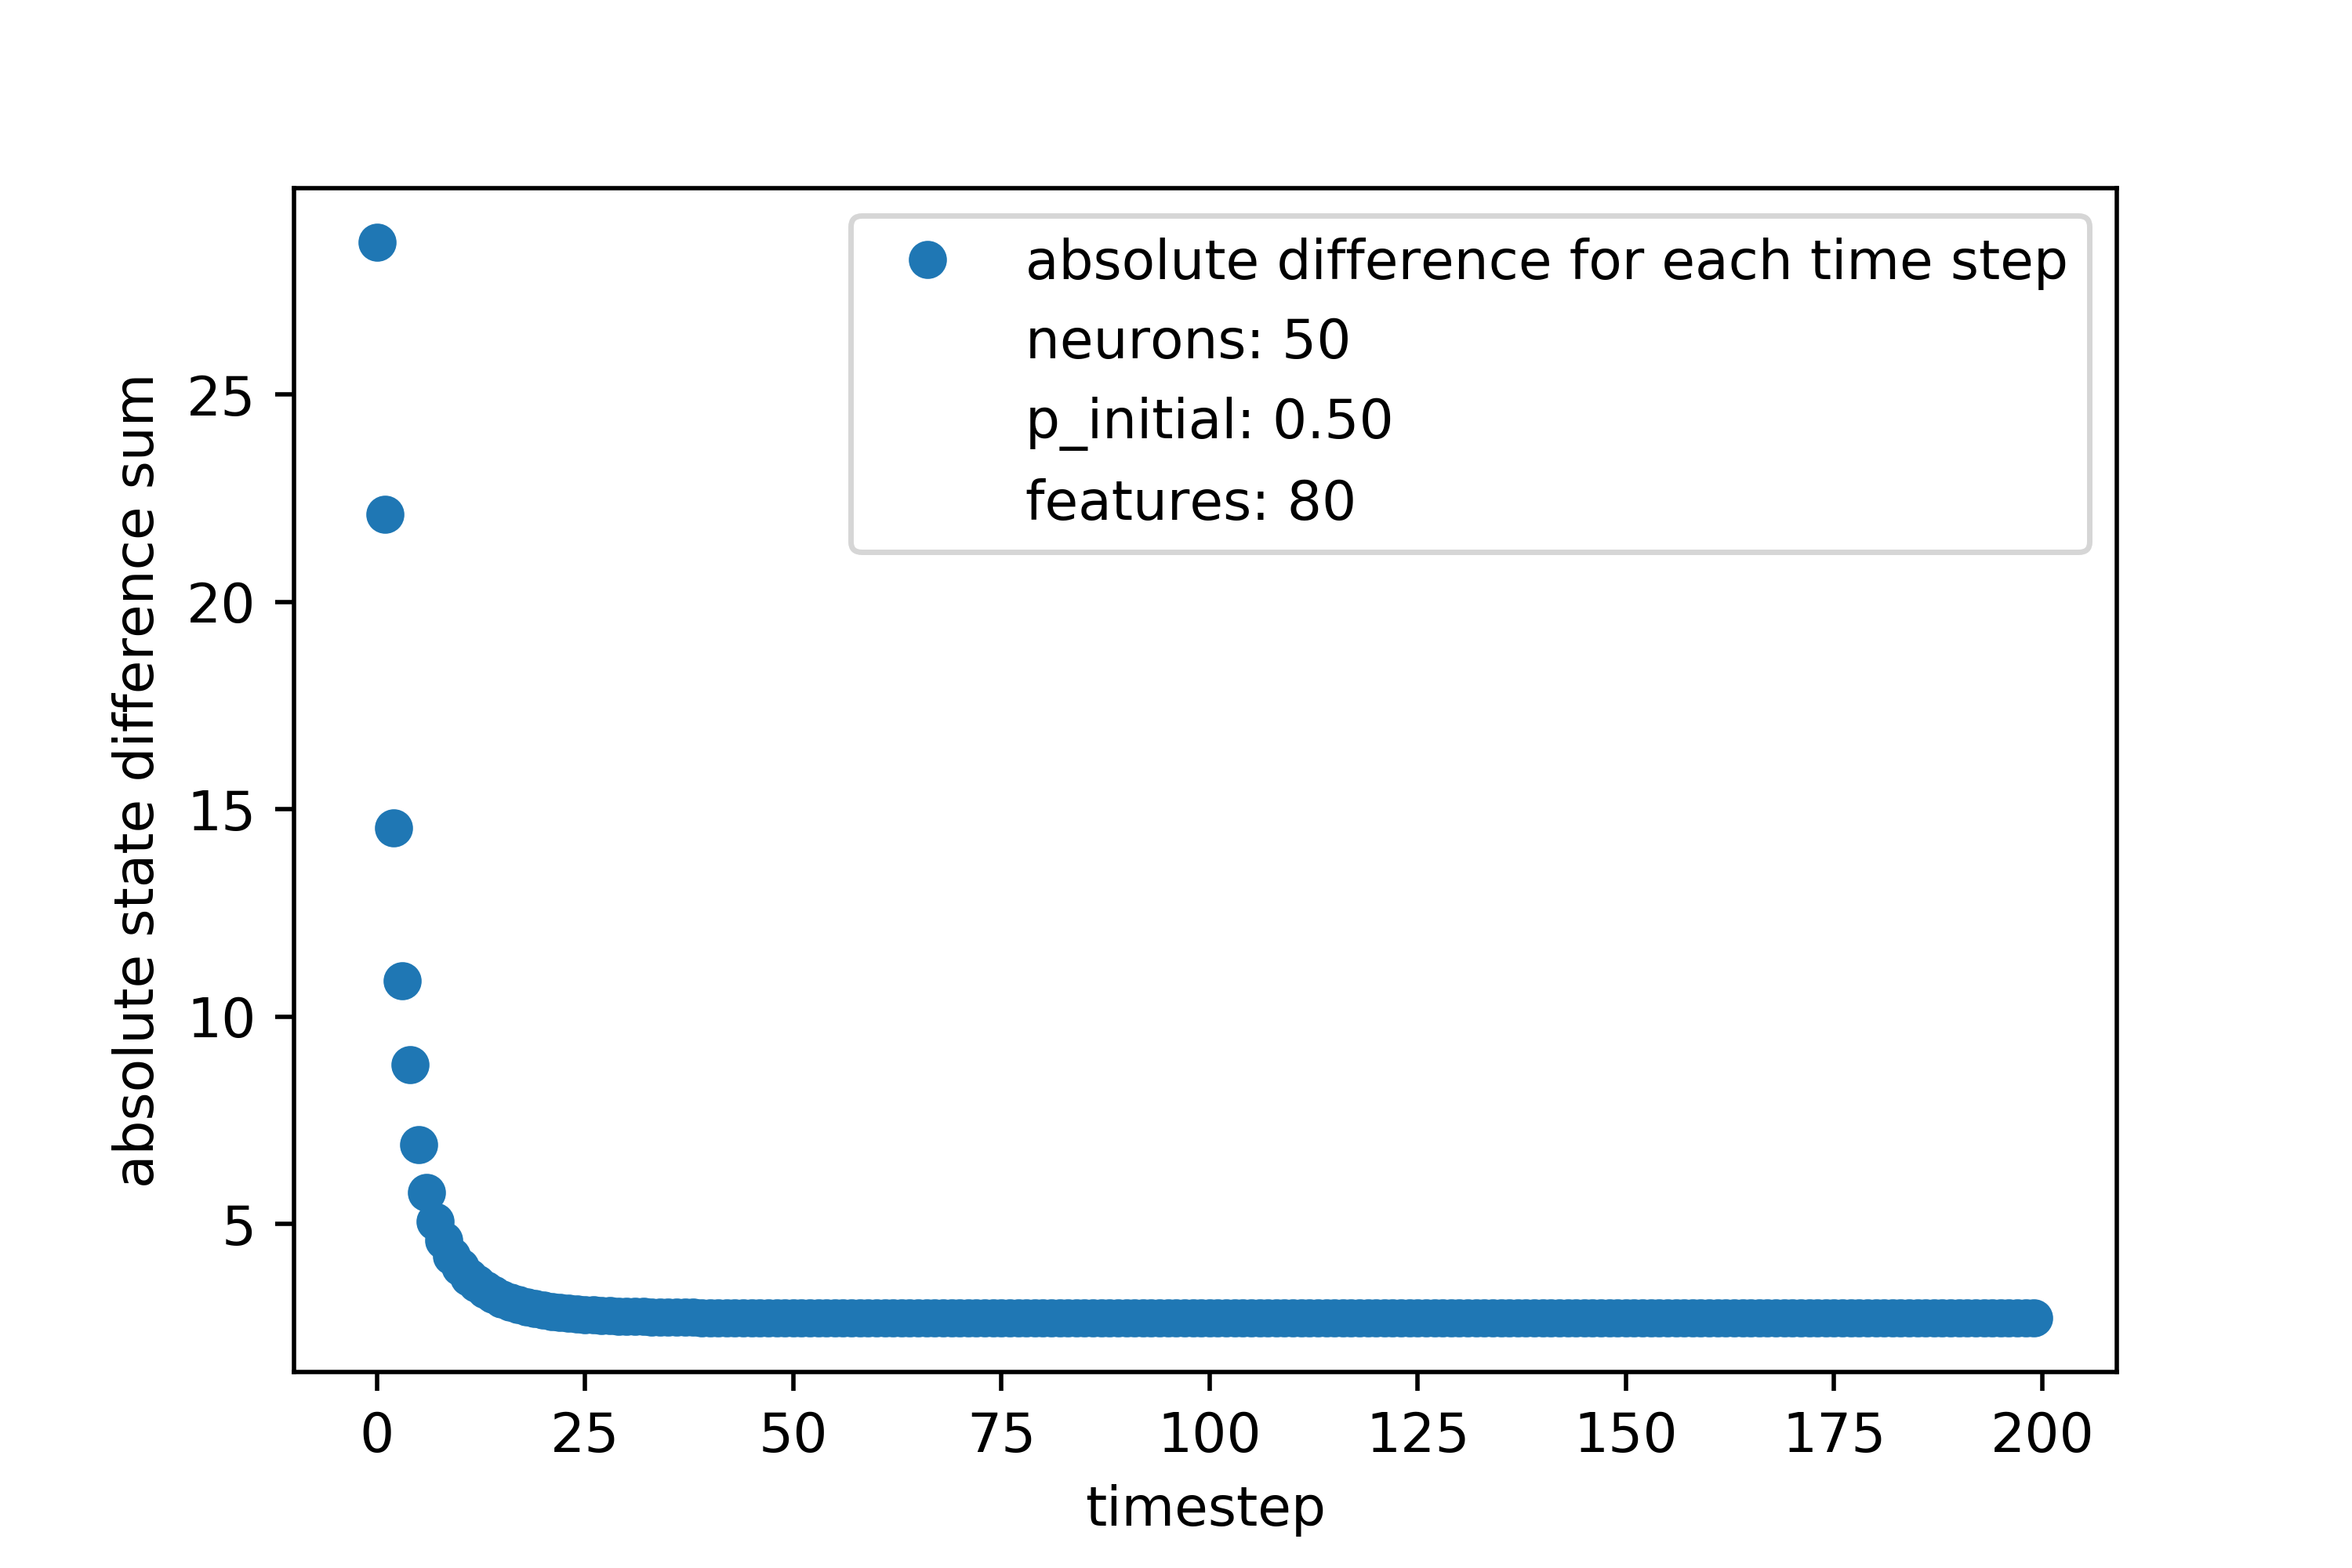 absolute difference for each time step
neurons: 50
p_initial: 0.50
features: 80
absolute state difference sum
25
20
15
10
5
0 25 50 75 100 125 150 175 200
timestep